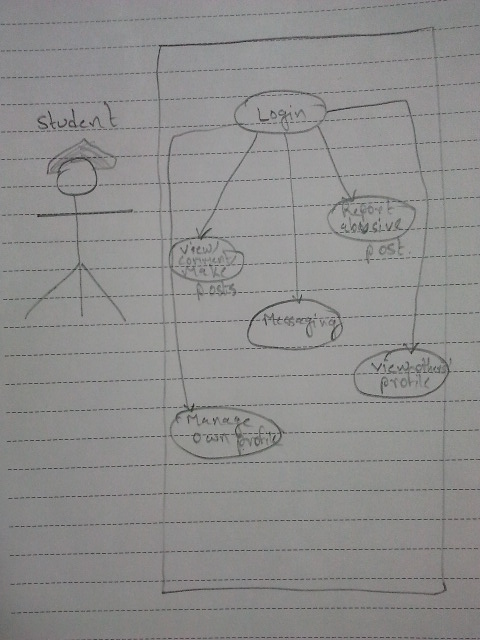 Student
Login
Report
abusive
post.
View/
comment/
Make
posts
Messaging
View others'
profile
Manage
own profile